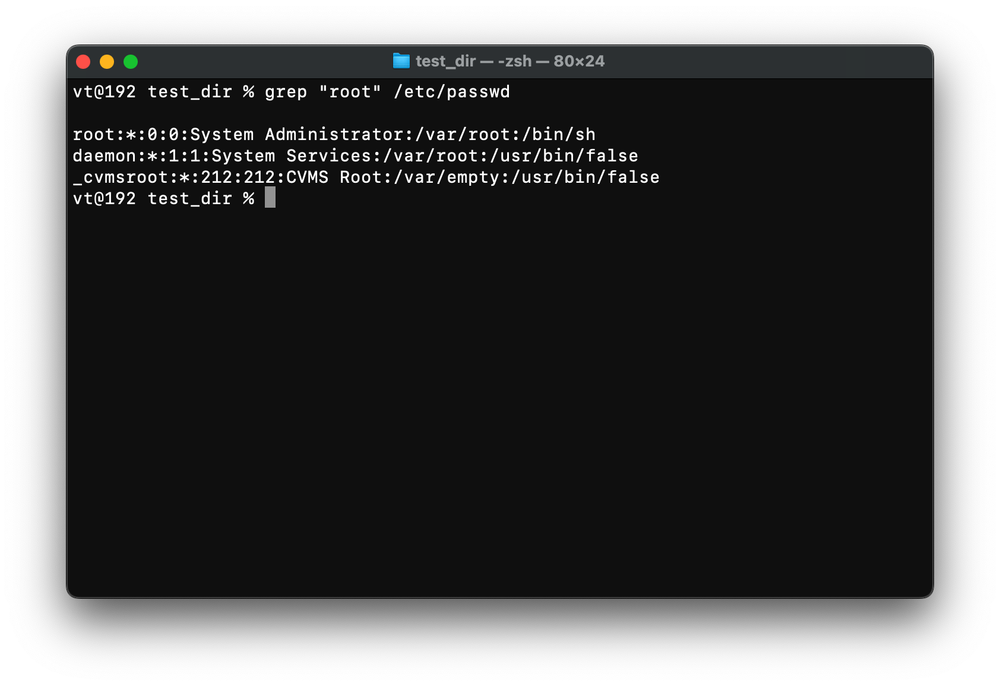 test_dir — -zsh — 80×24
vt@192 test_dir % grep "root" /etc/passwd
root:*:0:0:System Administrator:/var/root:/bin/sh
daemon:*:1:1:System Services:/var/root:/usr/bin/false
_cvmsroot:*:212:212:CVMS Root:/var/empty:/usr/bin/false
vt@192 test_dir %